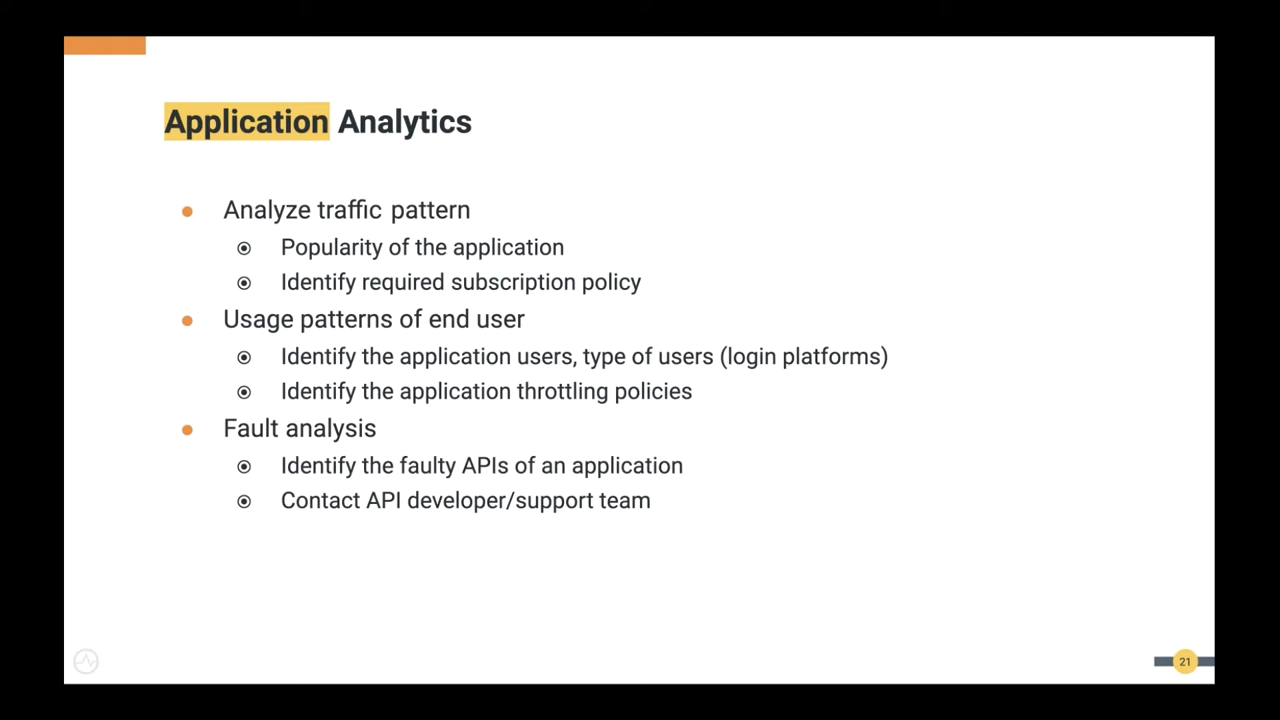 Application Analytics
Analyze traffic pattern
Popularity of the application
Identify required subscription policy
Usage patterns of end user
Identify the application users, type of users (login platforms)
Identify the application throttling policies
Fault analysis
Identify the faulty APIs of an application
Contact API developer/support team
21